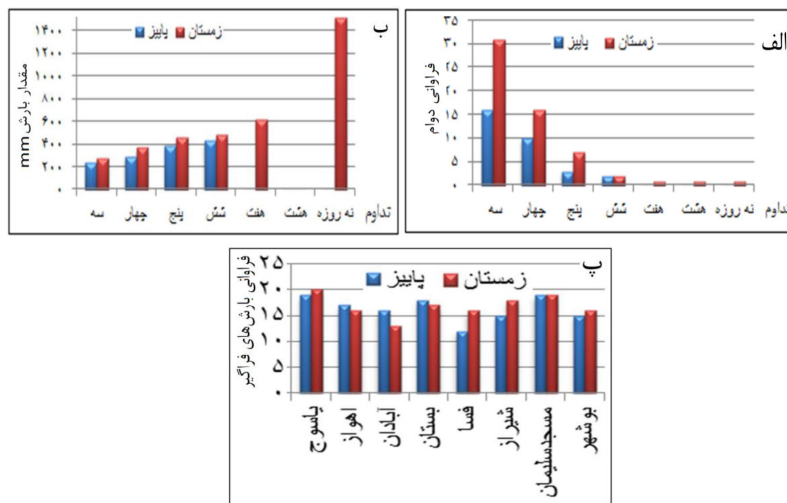 الف
پاییز زمستان
فراوانی دوام
۳۵
۳۰
۲۵
۲۰
۱۵
۱۰
۵
۰
سه چهار پنج شش هفت هشت نه روزه تداوم
ب
پاییز زمستان
مقدار بارش mm
۱۴۰۰
۱۲۰۰
۱۰۰۰
۸۰۰
۶۰۰
۴۰۰
۲۰۰
۰
سه چهار پنج شش هفت هشت نه روزه تداوم
پ
پاییز زمستان
فراوانی بارش‌های فراگیر
۲۵
۲۰
۱۵
۱۰
۵
۰
یاسوج اهواز آبادان بستان فسا شیراز مسجدسلیمان بوشهر